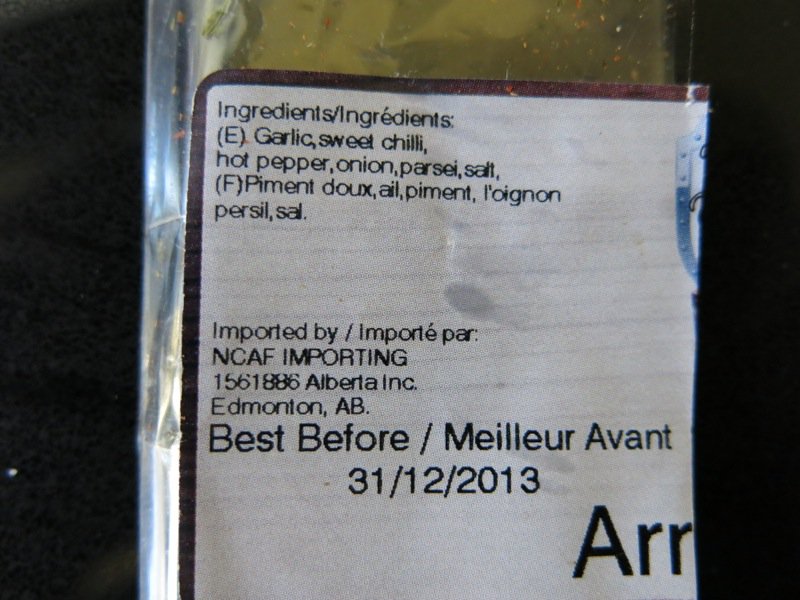 Ingredients/Ingrédients:
(E) Garlic,sweet chilli,
hot pepper,onion,parsel,salt,
(F)Piment doux,ail,piment, l'oignon
persil,sal.
Imported by / Importé par:
NCAF IMPORTING
1561886 Alberta Inc.
Edmonton, AB.
Best Before / Meilleur Avant
31/12/2013
Arr